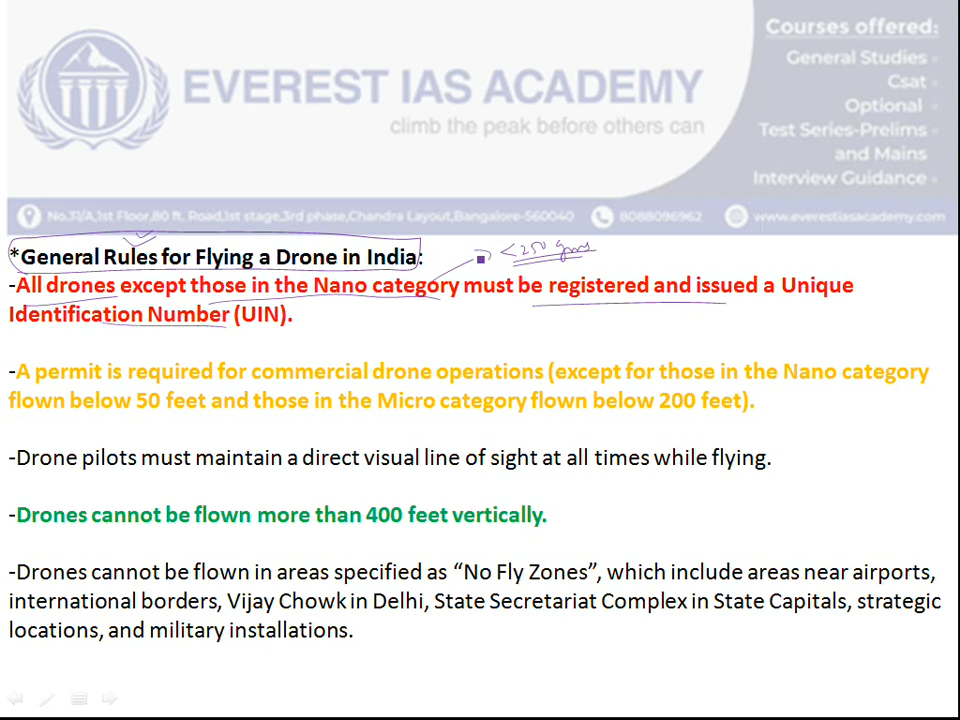 Courses offered:
EVEREST IAS ACADEMY
climb the peak before others can
General Studies -
Csat -
Optional -
Test Series-Prelims -
and Mains
Interview Guidance -
No.31/A,1st Floor,80 ft. Road,1st stage,3rd phase,Chandra Layout,Bangalore-560040 8088096962 www.everestiasacademy.com
*General Rules for Flying a Drone in India:
<250 gms
-All drones except those in the Nano category must be registered and issued a Unique
Identification Number (UIN).
-A permit is required for commercial drone operations (except for those in the Nano category
flown below 50 feet and those in the Micro category flown below 200 feet).
-Drone pilots must maintain a direct visual line of sight at all times while flying.
-Drones cannot be flown more than 400 feet vertically.
-Drones cannot be flown in areas specified as “No Fly Zones”, which include areas near airports,
international borders, Vijay Chowk in Delhi, State Secretariat Complex in State Capitals, strategic
locations, and military installations.